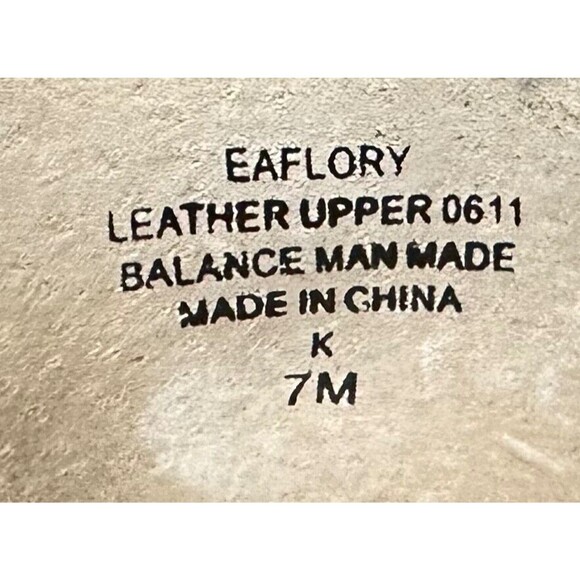 EAFLORY
LEATHER UPPER 0611
BALANCE MAN MADE
MADE IN CHINA
K
7M